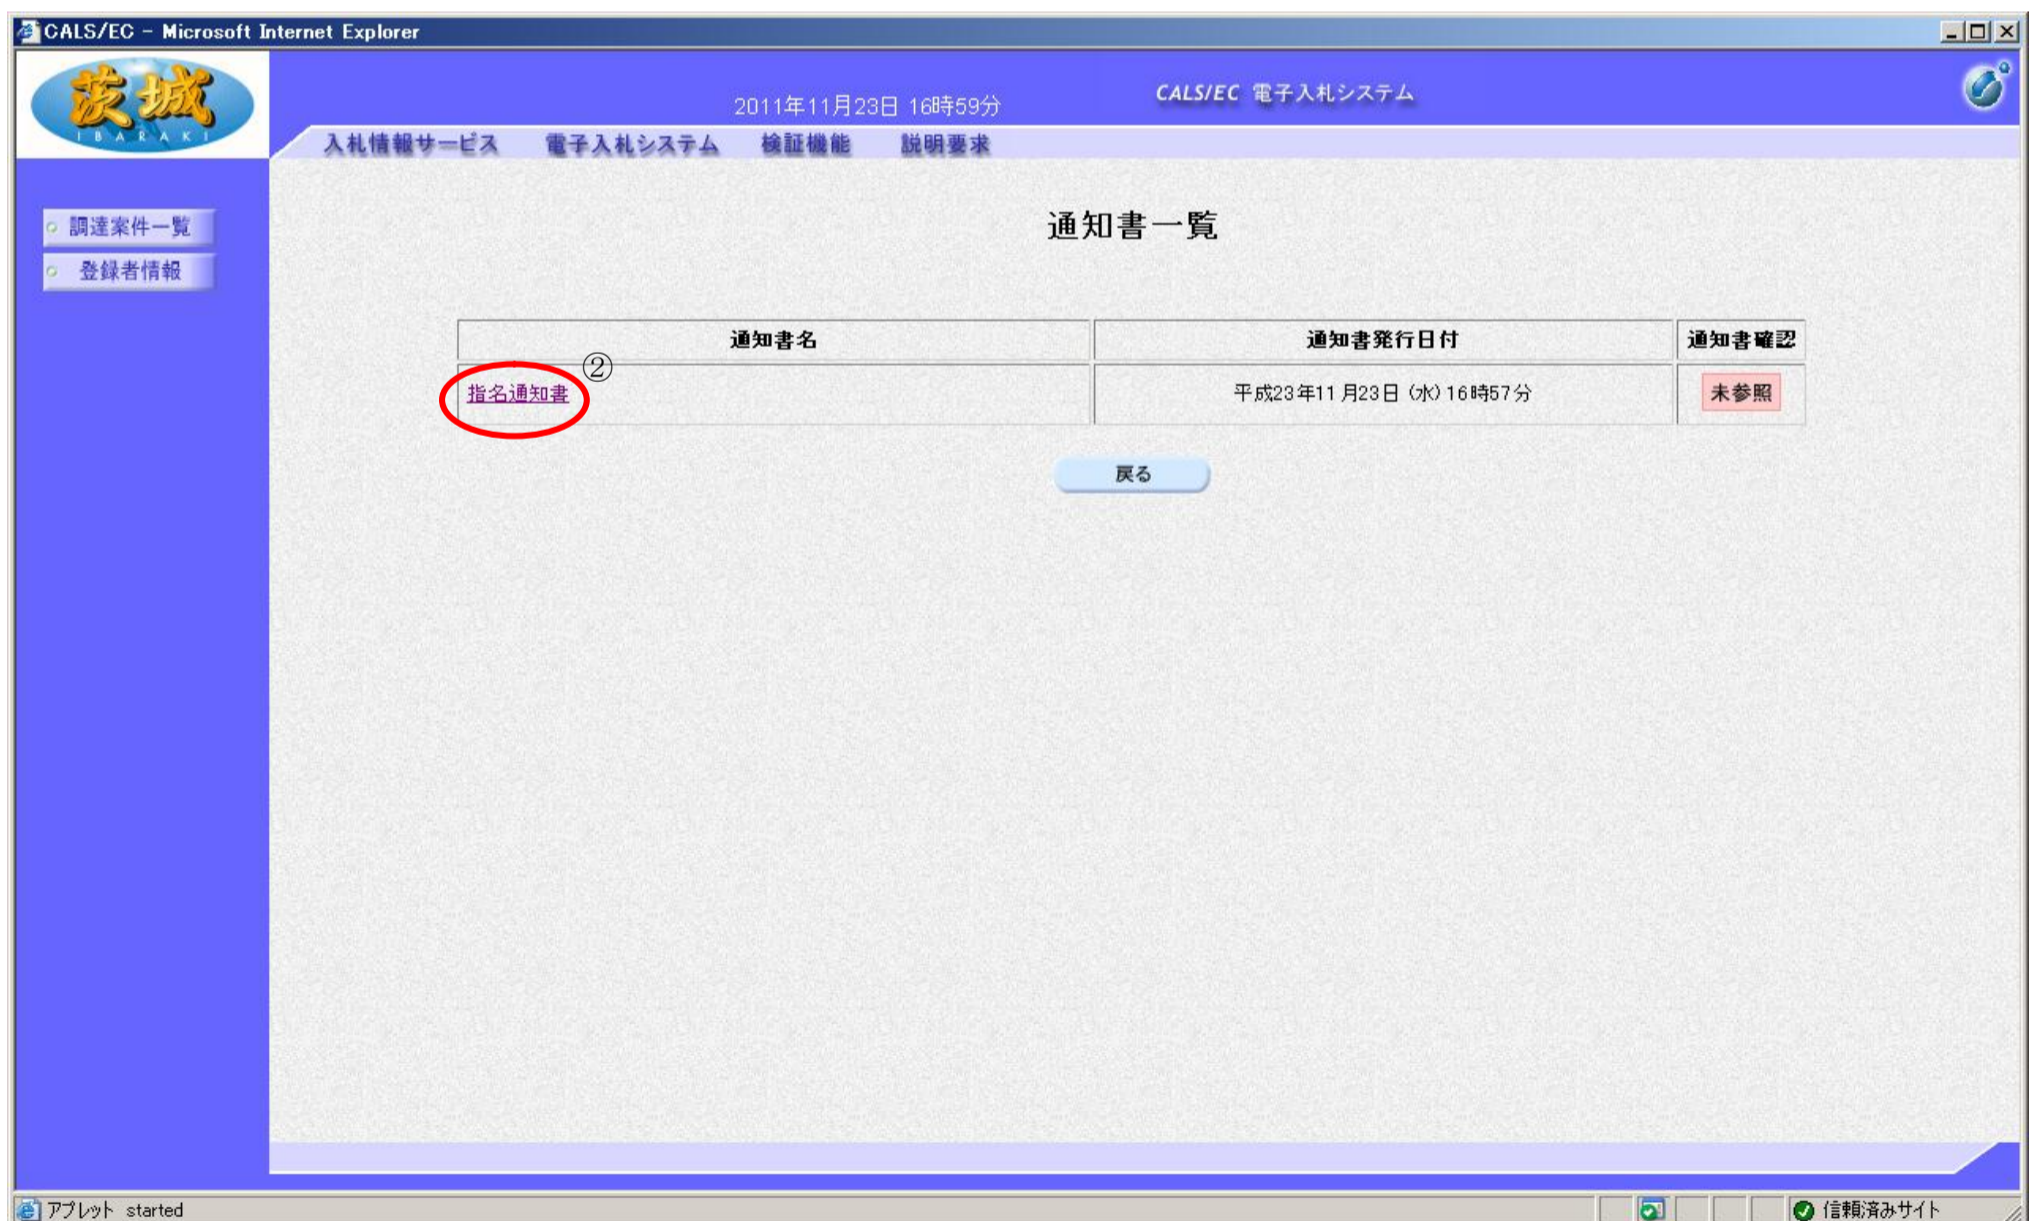 CALS/EC - Microsoft Internet Explorer
茨城
IBARAKI
2011年11月23日 16時59分
CALS/EC 電子入札システム
入札情報サービス 電子入札システム 検証機能 説明要求
調達案件一覧
登録者情報
通知書一覧
通知書名 通知書発行日付 通知書確認
②
指名通知書 平成23年11月23日（水）16時57分 未参照
戻る
アプレット started 信頼済みサイト